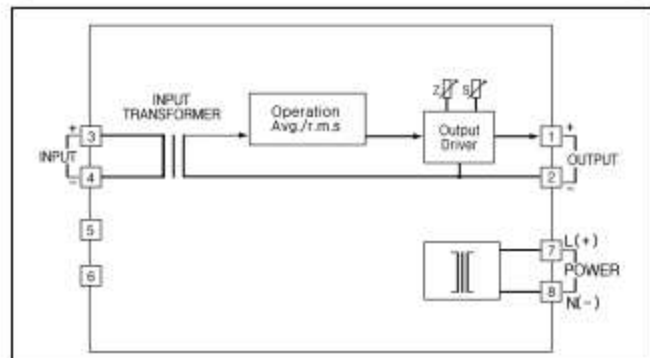 Z S
INPUT
TRANSFORMER
Operation
Avg./r.m.s
Output
Driver
+ 3
INPUT
- 4
1 +
OUTPUT
2 -
5
6
7 L(+)
POWER
8 N(-)